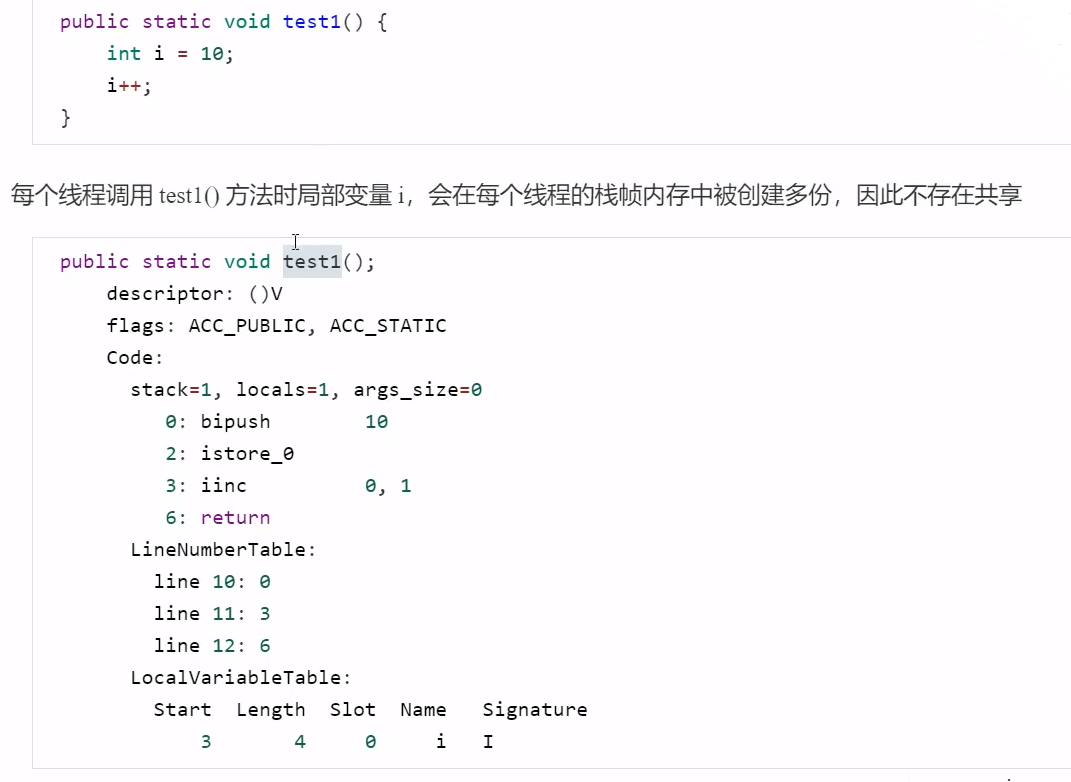 public static void test1() {
    int i = 10;
    i++;
}
每个线程调用 test1() 方法时局部变量 i，会在每个线程的栈帧内存中被创建多份，因此不存在共享
public static void test1();
    descriptor: ()V
    flags: ACC_PUBLIC, ACC_STATIC
    Code:
      stack=1, locals=1, args_size=0
         0: bipush        10
         2: istore_0
         3: iinc          0, 1
         6: return
      LineNumberTable:
        line 10: 0
        line 11: 3
        line 12: 6
      LocalVariableTable:
        Start  Length  Slot  Name   Signature
            3       4     0     i   I